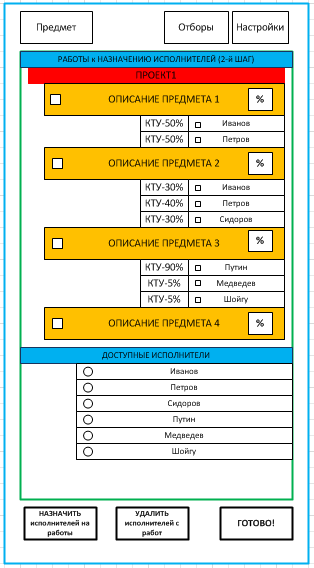 Предмет Отборы Настройки
РАБОТЫ к НАЗНАЧЕНИЮ ИСПОЛНИТЕЛЕЙ (2-й ШАГ)
ПРОЕКТ1
ОПИСАНИЕ ПРЕДМЕТА 1 %
КТУ-50% Иванов
КТУ-50% Петров
ОПИСАНИЕ ПРЕДМЕТА 2 %
КТУ-30% Иванов
КТУ-40% Петров
КТУ-30% Сидоров
ОПИСАНИЕ ПРЕДМЕТА 3 %
КТУ-90% Путин
КТУ-5% Медведев
КТУ-5% Шойгу
ОПИСАНИЕ ПРЕДМЕТА 4 %
ДОСТУПНЫЕ ИСПОЛНИТЕЛИ
Иванов
Петров
Сидоров
Путин
Медведев
Шойгу
НАЗНАЧИТЬ
исполнителей на
работы
УДАЛИТЬ
исполнителей с
работ
ГОТОВО!